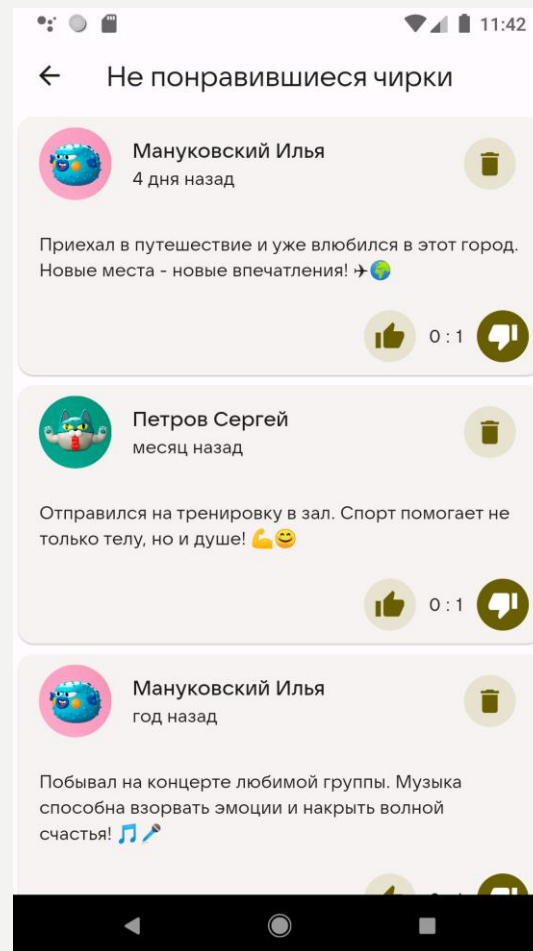 11:42
Не понравившиеся чирки
Мануковский Илья
4 дня назад
Приехал в путешествие и уже влюбился в этот город.
Новые места - новые впечатления! ✈🌍
0 : 1
Петров Сергей
месяц назад
Отправился на тренировку в зал. Спорт помогает не
только телу, но и душе! 💪😊
0 : 1
Мануковский Илья
год назад
Побывал на концерте любимой группы. Музыка
способна взорвать эмоции и накрыть волной
счастья! 🎵🎤